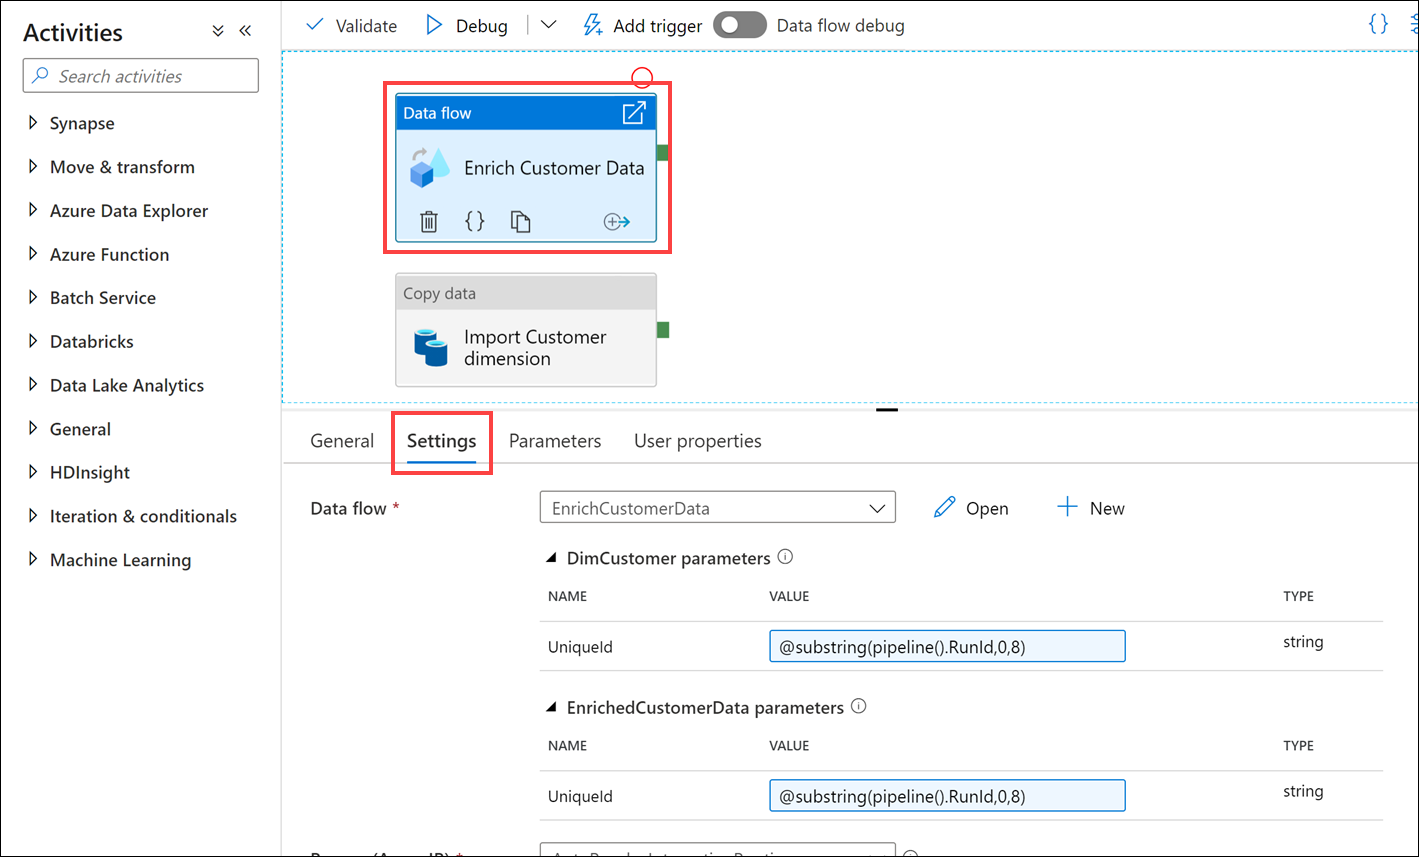 Activities
Search activities
Synapse
Move & transform
Azure Data Explorer
Azure Function
Batch Service
Databricks
Data Lake Analytics
General
HDInsight
Iteration & conditionals
Machine Learning
Validate
Debug
Add trigger
Data flow debug
{}
Data flow
Enrich Customer Data
{}
Copy data
Import Customer
dimension
General Settings Parameters User properties
Data flow * EnrichCustomerData Open New
DimCustomer parameters
NAME VALUE TYPE
UniqueId @substring(pipeline().RunId,0,8) string
EnrichedCustomerData parameters
NAME VALUE TYPE
UniqueId @substring(pipeline().RunId,0,8) string